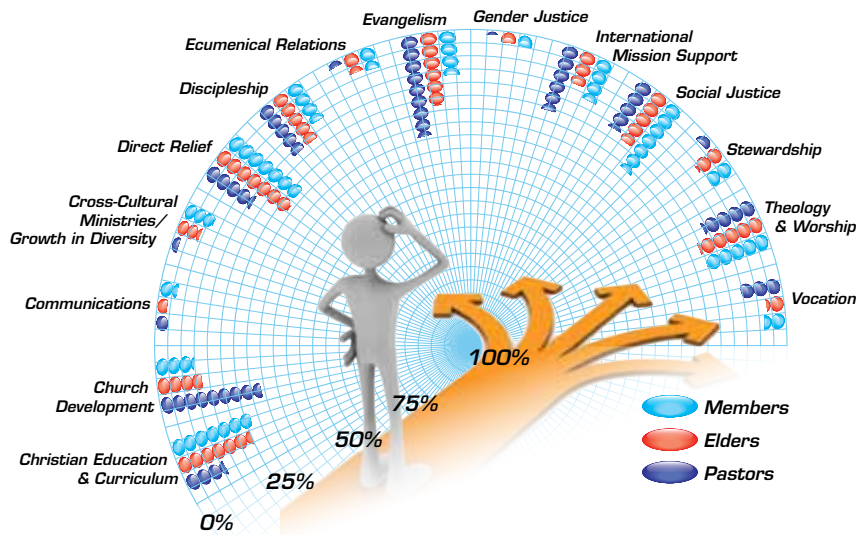 Evangelism
Gender Justice
Ecumenical Relations
International
Mission Support
Discipleship
Social Justice
Direct Relief
Stewardship
Cross-Cultural
Ministries/
Growth in Diversity
Theology
& Worship
Communications
Vocation
100%
Church
Development
75%
Members
50%
Elders
Christian Education
& Curriculum
25%
Pastors
0%